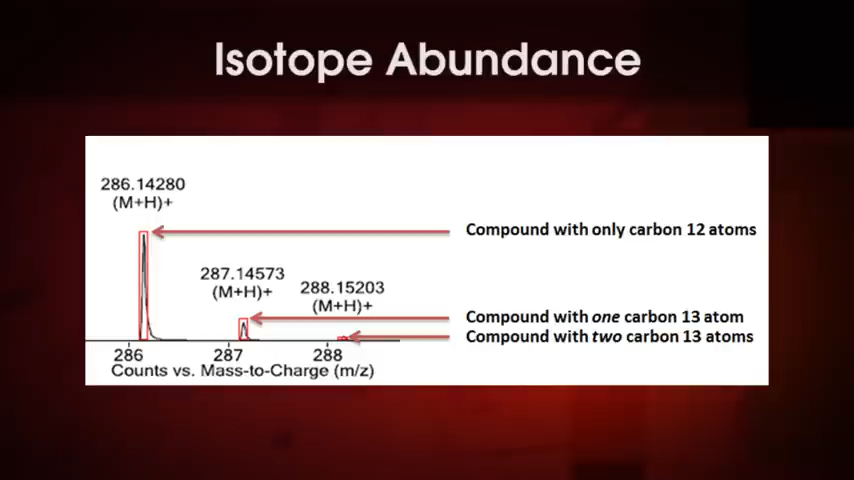 Isotope Abundance
286.14280
(M+H)+
Compound with only carbon 12 atoms
287.14573
(M+H)+
288.15203
(M+H)+
Compound with one carbon 13 atom
Compound with two carbon 13 atoms
286 287 288
Counts vs. Mass-to-Charge (m/z)